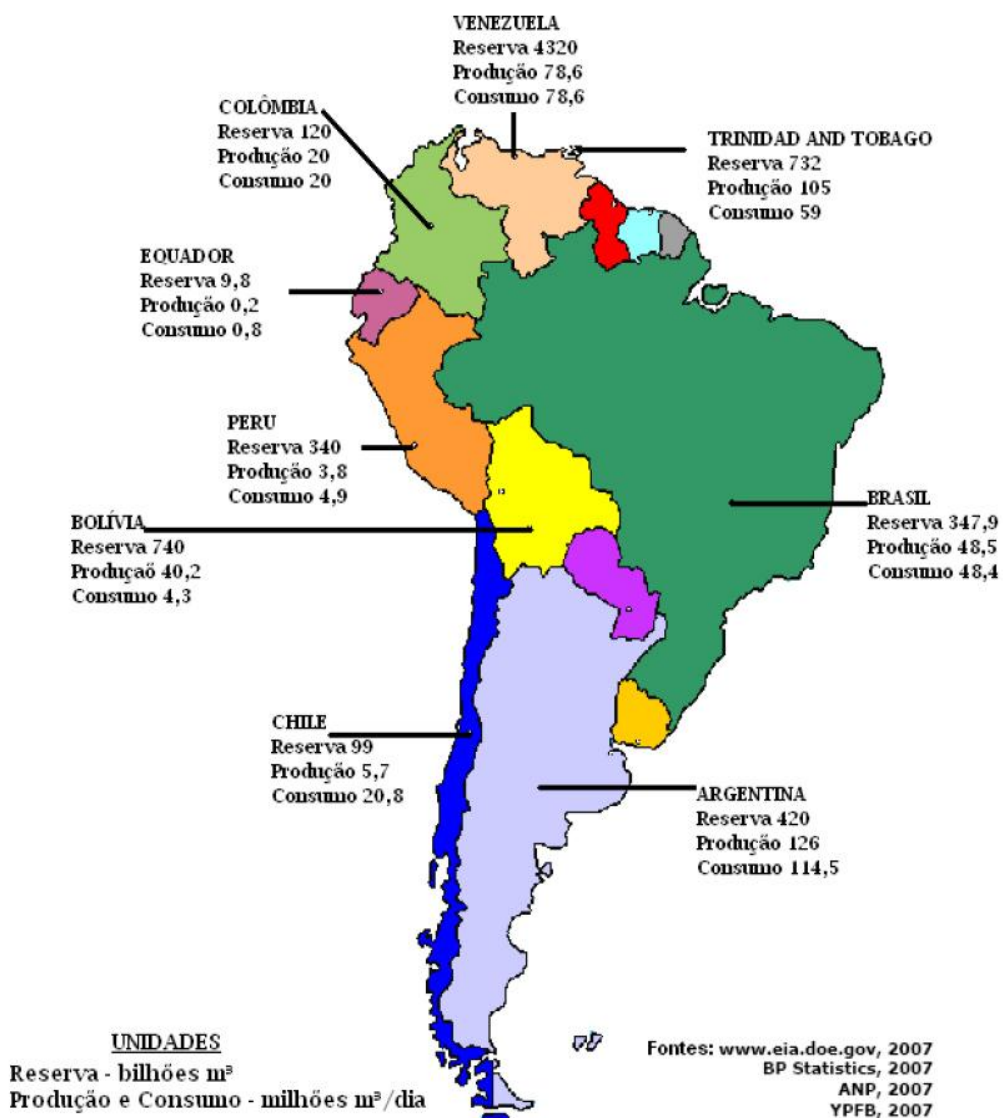 VENEZUELA
Reserva 4320
Produção 78,6
Consumo 78,6
COLÔMBIA
Reserva 120
Produção 20
Consumo 20
TRINIDAD AND TOBAGO
Reserva 732
Produção 105
Consumo 59
EQUADOR
Reserva 9,8
Produção 0,2
Consumo 0,8
PERU
Reserva 340
Produção 3,8
Consumo 4,9
BRASIL
Reserva 347,9
Produção 48,5
Consumo 48,4
BOLÍVIA
Reserva 740
Produçaõ 40,2
Consumo 4,3
CHILE
Reserva 99
Produção 5,7
Consumo 20,8
ARGENTINA
Reserva 420
Produção 126
Consumo 114,5
UNIDADES
Reserva - bilhões m³
Produção e Consumo - milhões m³/dia
Fontes: www.eia.doe.gov, 2007
BP Statistics, 2007
ANP, 2007
YPFB, 2007